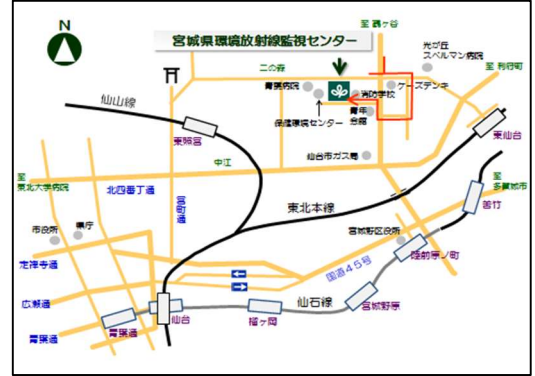 N
至 鶴ヶ谷
宮城県環境放射線監視センター
光が丘
スペルマン病院
至 利府町
二の森
青葉病院
消防学校
ケーズデンキ
仙山線
保健環境センター
青年
会館
東照宮
東仙台
仙台市ガス局
中江
至
東北大学病院
北四番丁通
宮町通
東北本線
至
多賀城市
苦竹
市役所
県庁
宮城野区役所
定禅寺通
陸前原ノ町
国道45号
広瀬通
仙石線
宮城野原
仙台
榴ヶ岡
青葉通
青葉通